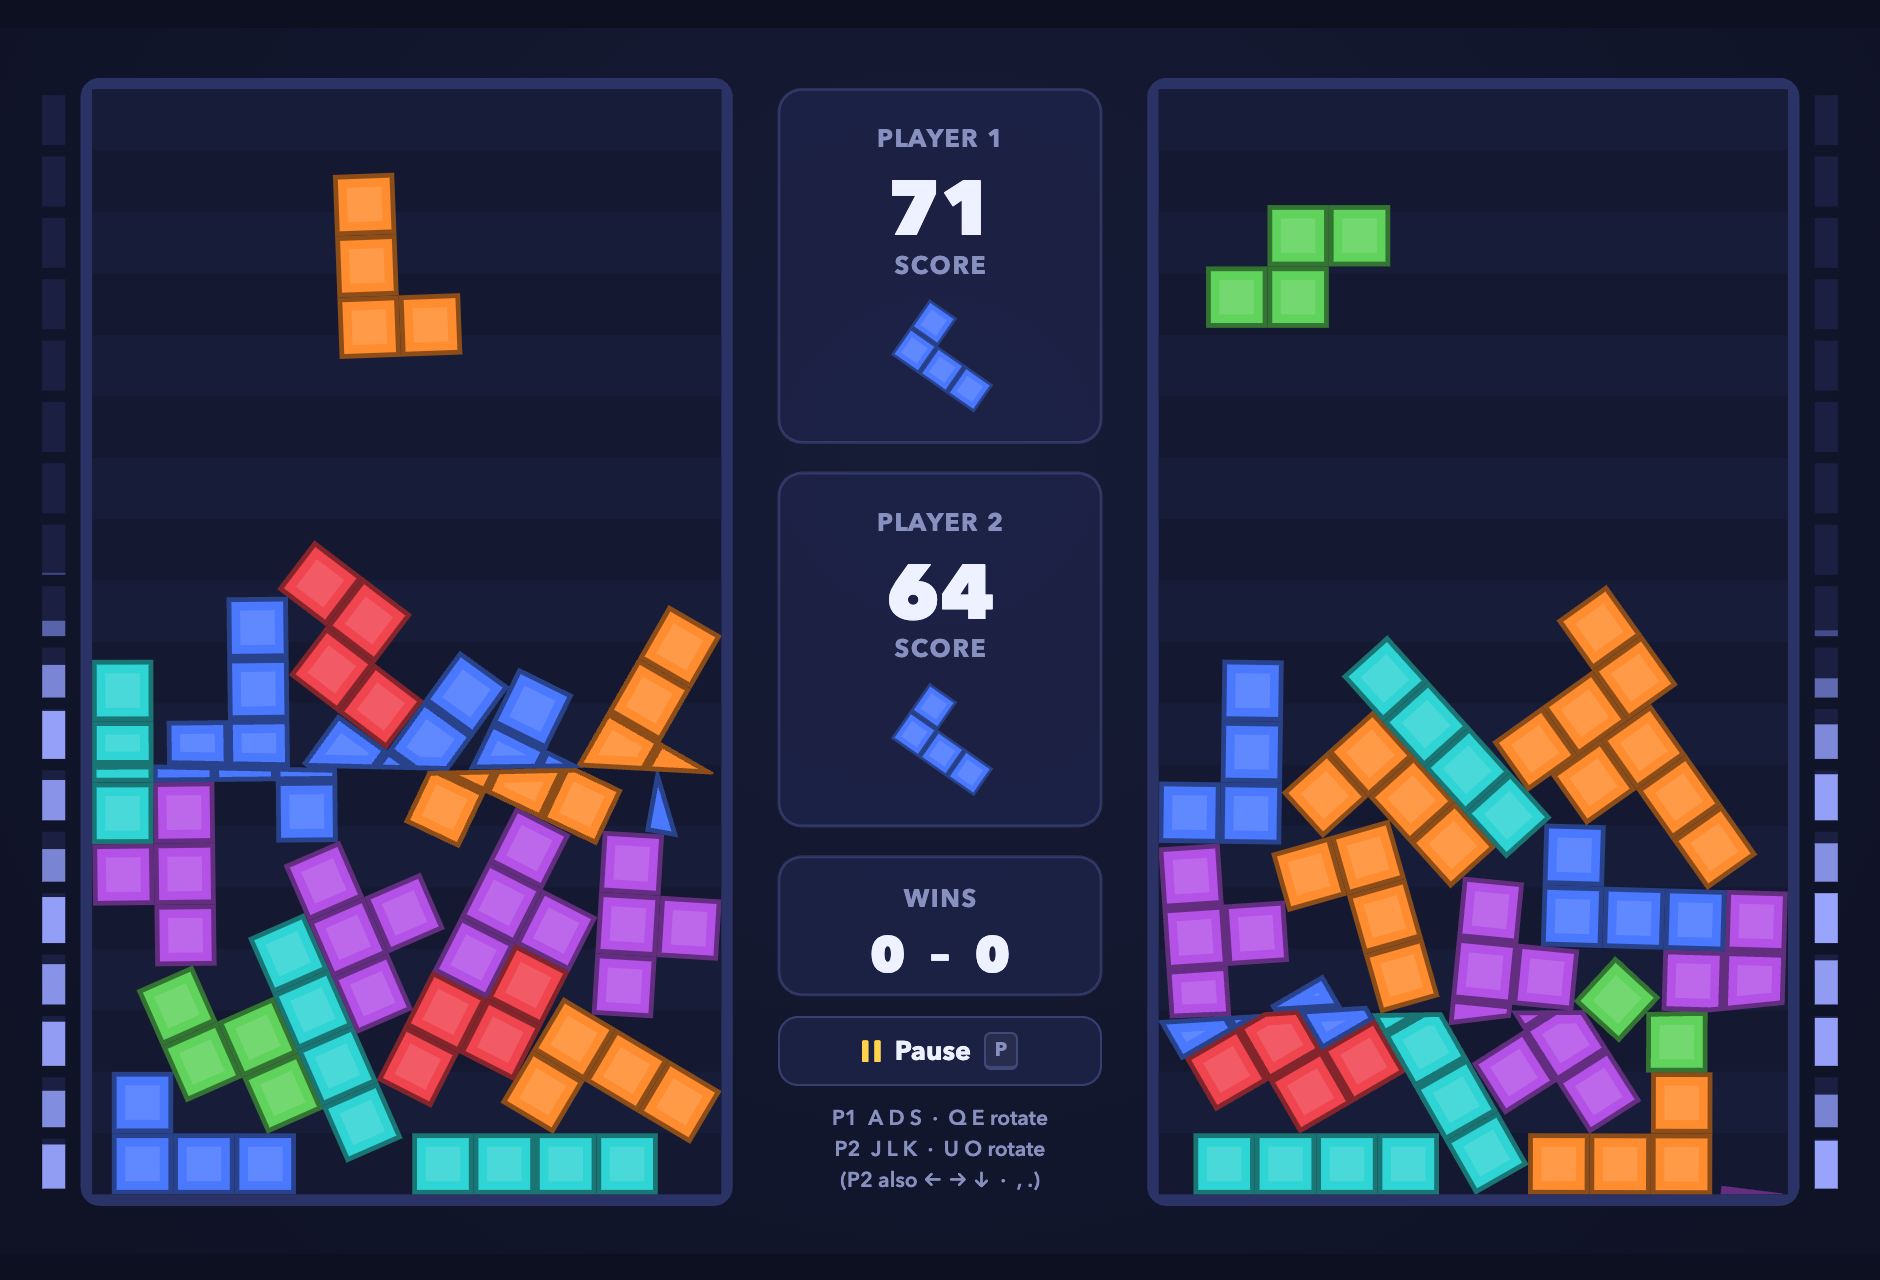 PLAYER 1
71
SCORE
PLAYER 2
64
SCORE
WINS
0 – 0
Pause P
P1 A D S · Q E rotate
P2 J L K · U O rotate
(P2 also ← → ↓ · , .)